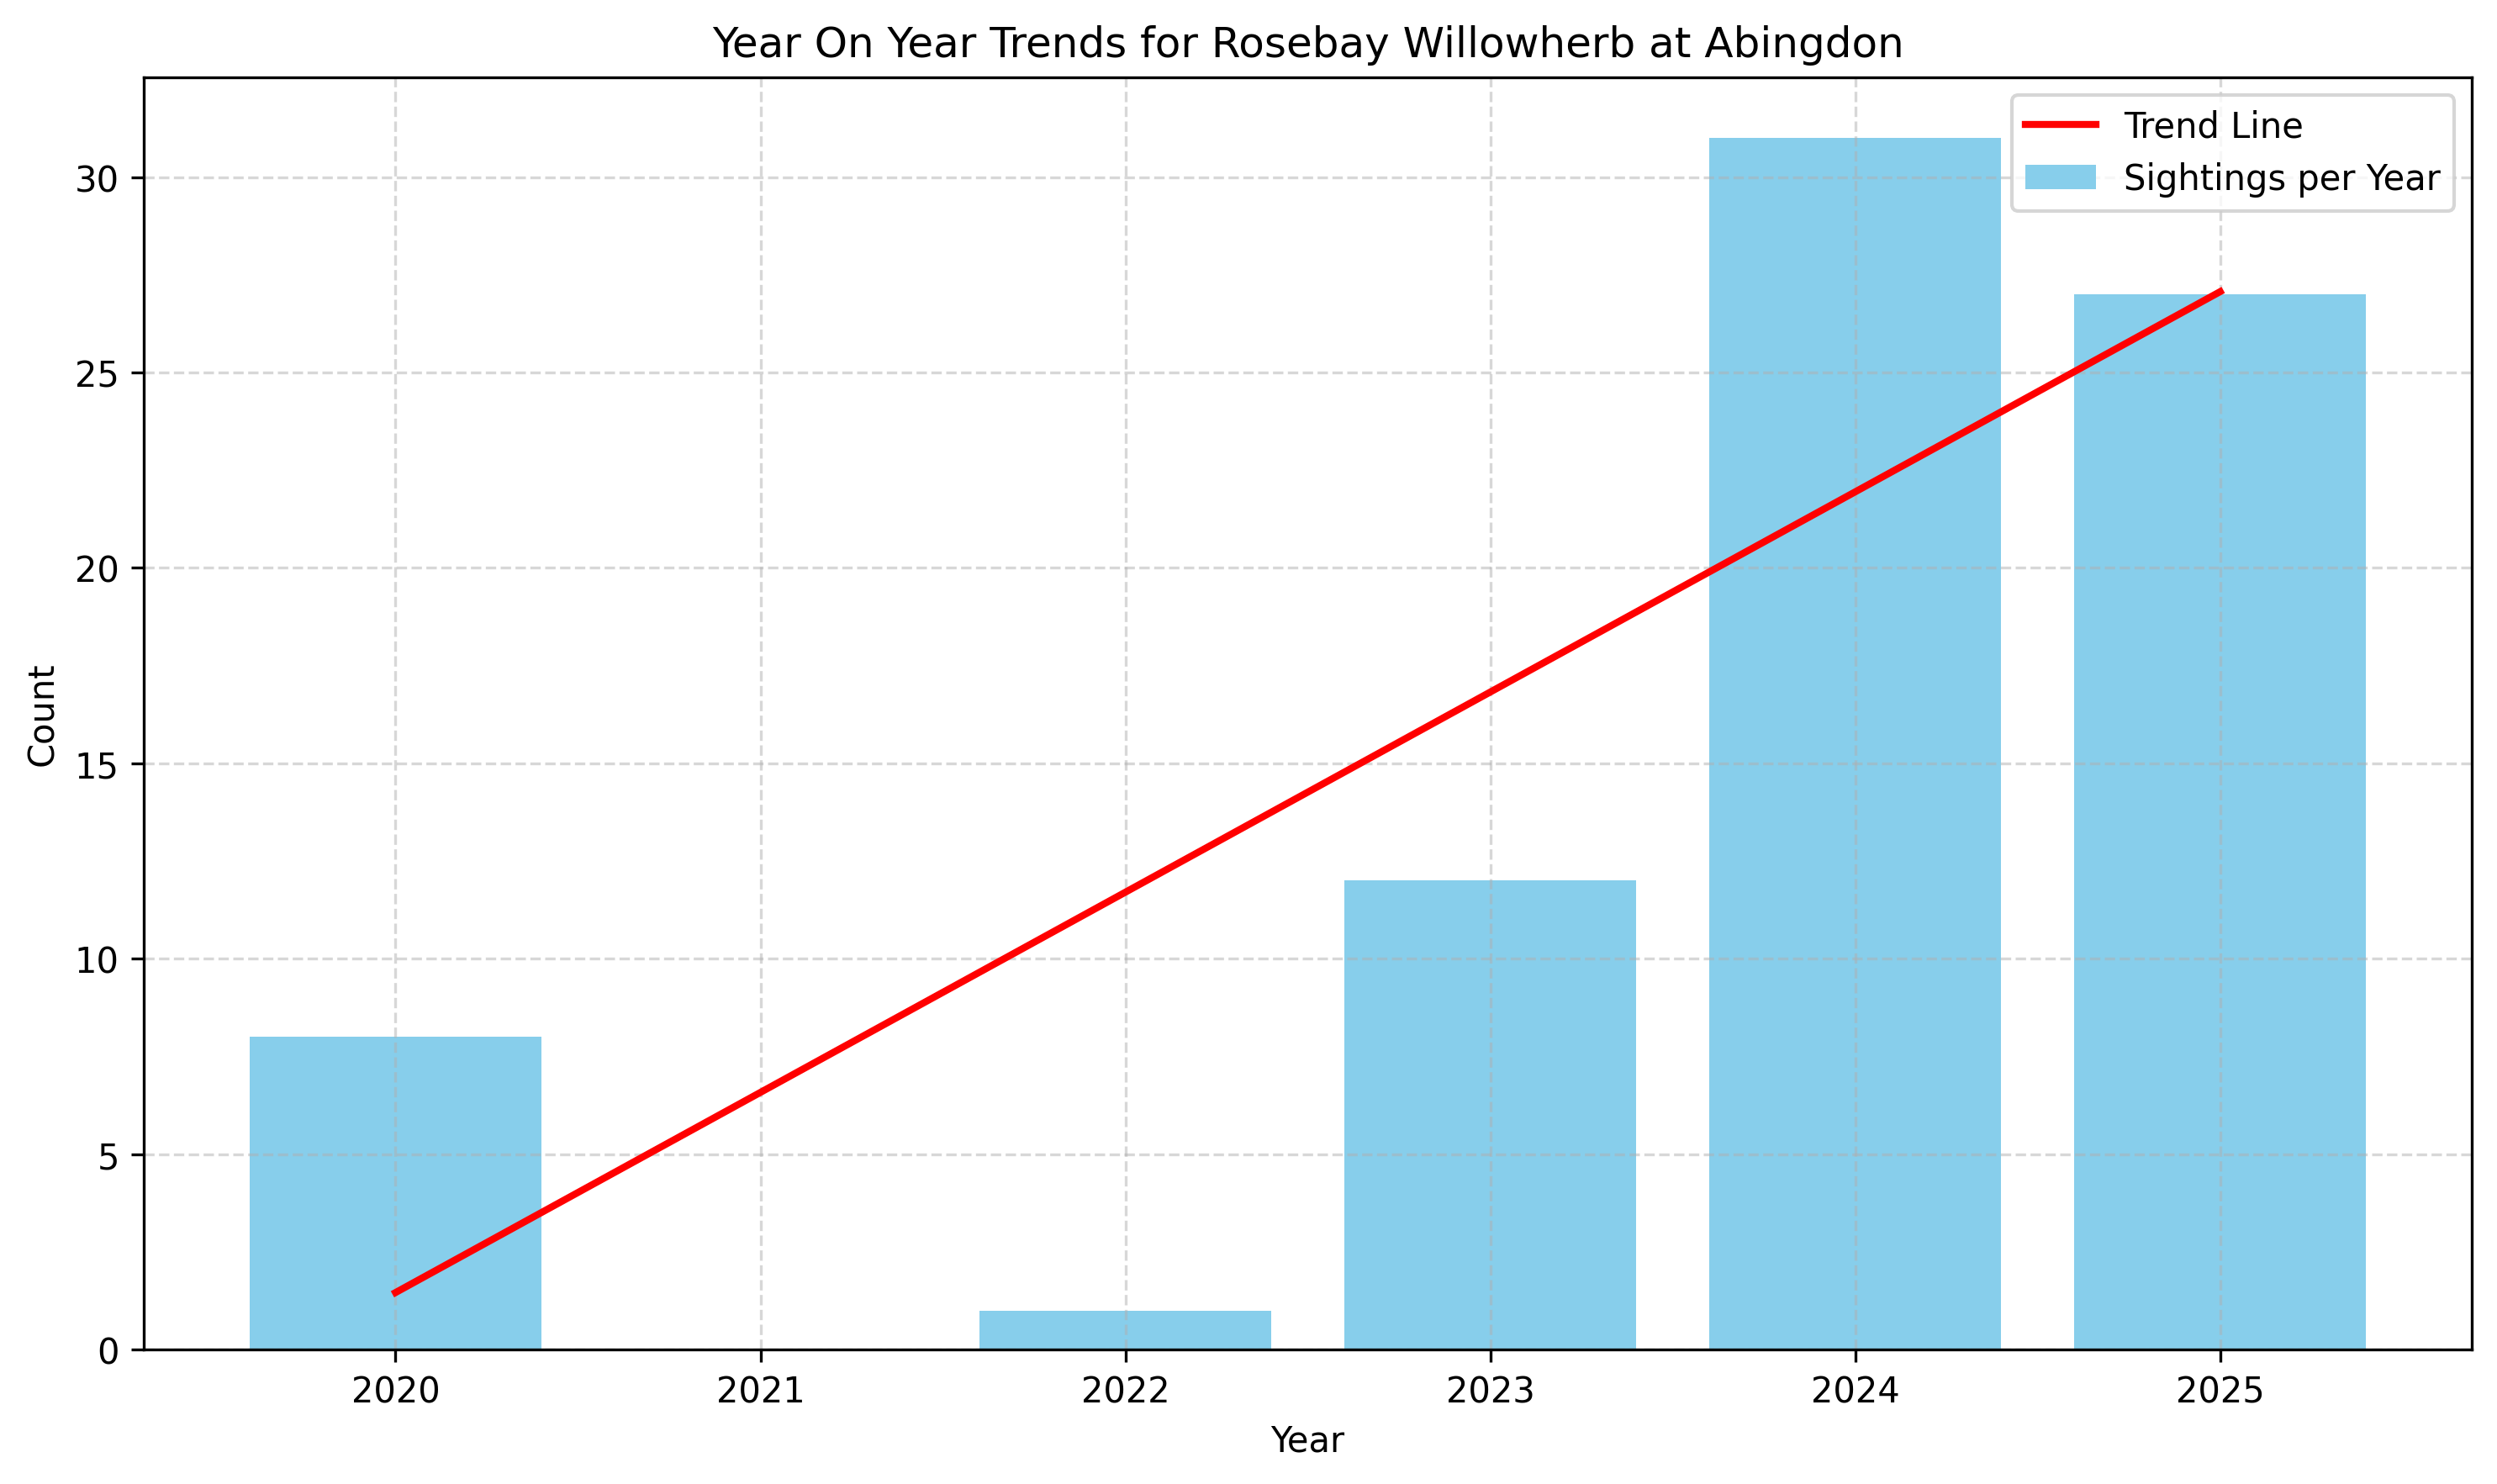 Year On Year Trends for Rosebay Willowherb at Abingdon
Trend Line
Sightings per Year
Count
30
25
20
15
10
5
0
2020 2021 2022 2023 2024 2025
Year